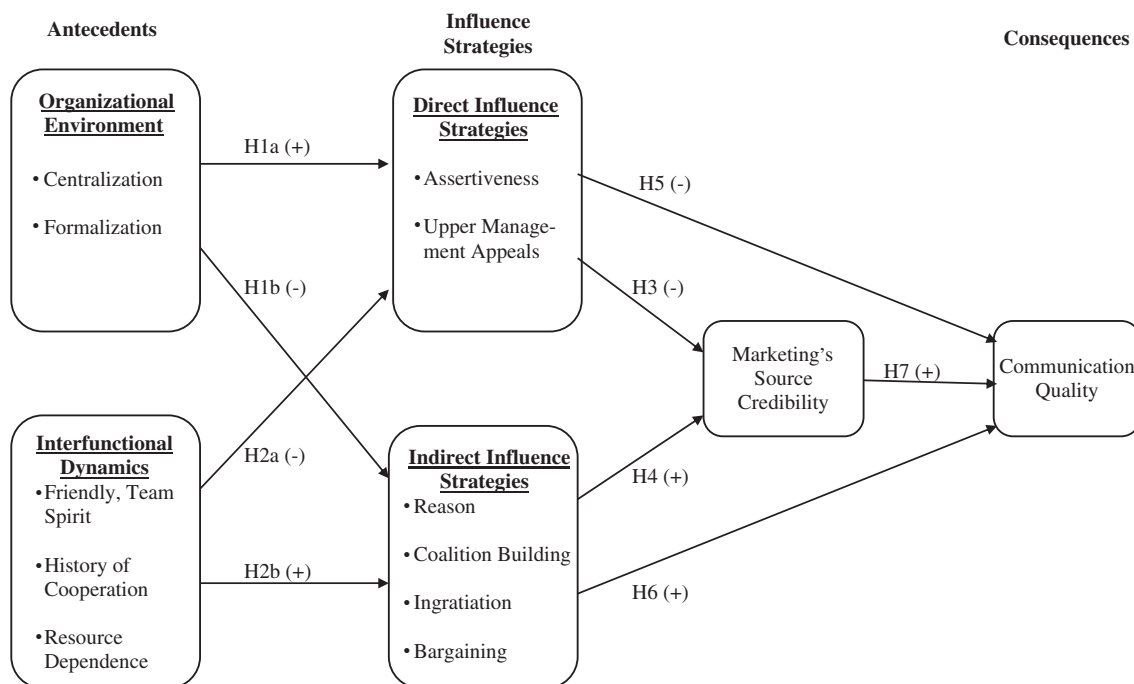 Antecedents
Influence
Strategies
Consequences
Organizational
Environment
• Centralization
• Formalization
H1a (+)
H1b (-)
Direct Influence
Strategies
• Assertiveness
• Upper Manage-
ment Appeals
H5 (-)
H3 (-)
Marketing's
Source
Credibility
H7 (+)
Communication
Quality
Interfunctional
Dynamics
• Friendly, Team
Spirit
• History of
Cooperation
• Resource
Dependence
H2a (-)
H2b (+)
Indirect Influence
Strategies
• Reason
• Coalition Building
• Ingratiation
• Bargaining
H4 (+)
H6 (+)